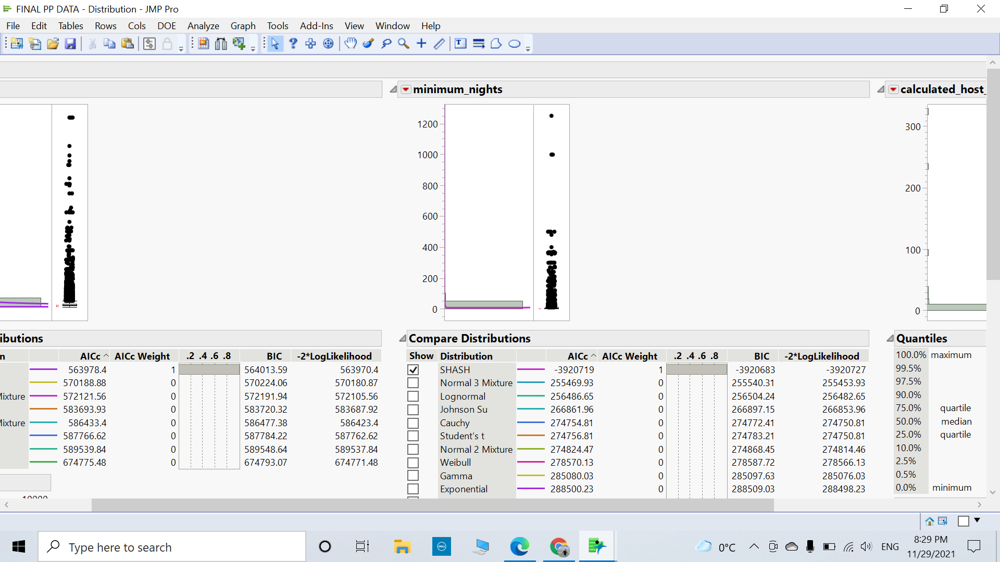 FINAL PP DATA - Distribution - JMP Pro
File Edit Tables Rows Cols DOE Analyze Graph Tools Add-Ins View Window Help
minimum_nights
calculated_host_
1200
1000
800
600
400
200
0
300
200
100
0
ibutions
n AICc AICc Weight .2 .4 .6 .8 BIC -2*LogLikelihood
563978.4 1 564013.59 563970.4
570188.88 0 570224.06 570180.87
Mixture 572121.56 0 572191.94 572105.56
583693.93 0 583720.32 583687.92
Mixture 586433.4 0 586477.38 586423.4
587766.62 0 587784.22 587762.62
589539.84 0 589548.64 589537.84
674775.48 0 674793.07 674771.48
10000
Compare Distributions
Show Distribution AICc AICc Weight .2 .4 .6 .8 BIC -2*LogLikelihood
SHASH -3920719 1 -3920683 -3920727
Normal 3 Mixture 255469.93 0 255540.31 255453.93
Lognormal 256486.65 0 256504.24 256482.65
Johnson Su 266861.96 0 266897.15 266853.96
Cauchy 274754.81 0 274772.41 274750.81
Student's t 274756.81 0 274783.21 274750.81
Normal 2 Mixture 274824.47 0 274868.45 274814.46
Weibull 278570.13 0 278587.72 278566.13
Gamma 285080.03 0 285097.63 285076.03
Exponential 288500.23 0 288509.03 288498.23
Quantiles
100.0% maximum
99.5%
97.5%
90.0%
75.0% quartile
50.0% median
25.0% quartile
10.0%
2.5%
0.5%
0.0% minimum
Type here to search
DELL
0°C
ENG
8:29 PM
11/29/2021